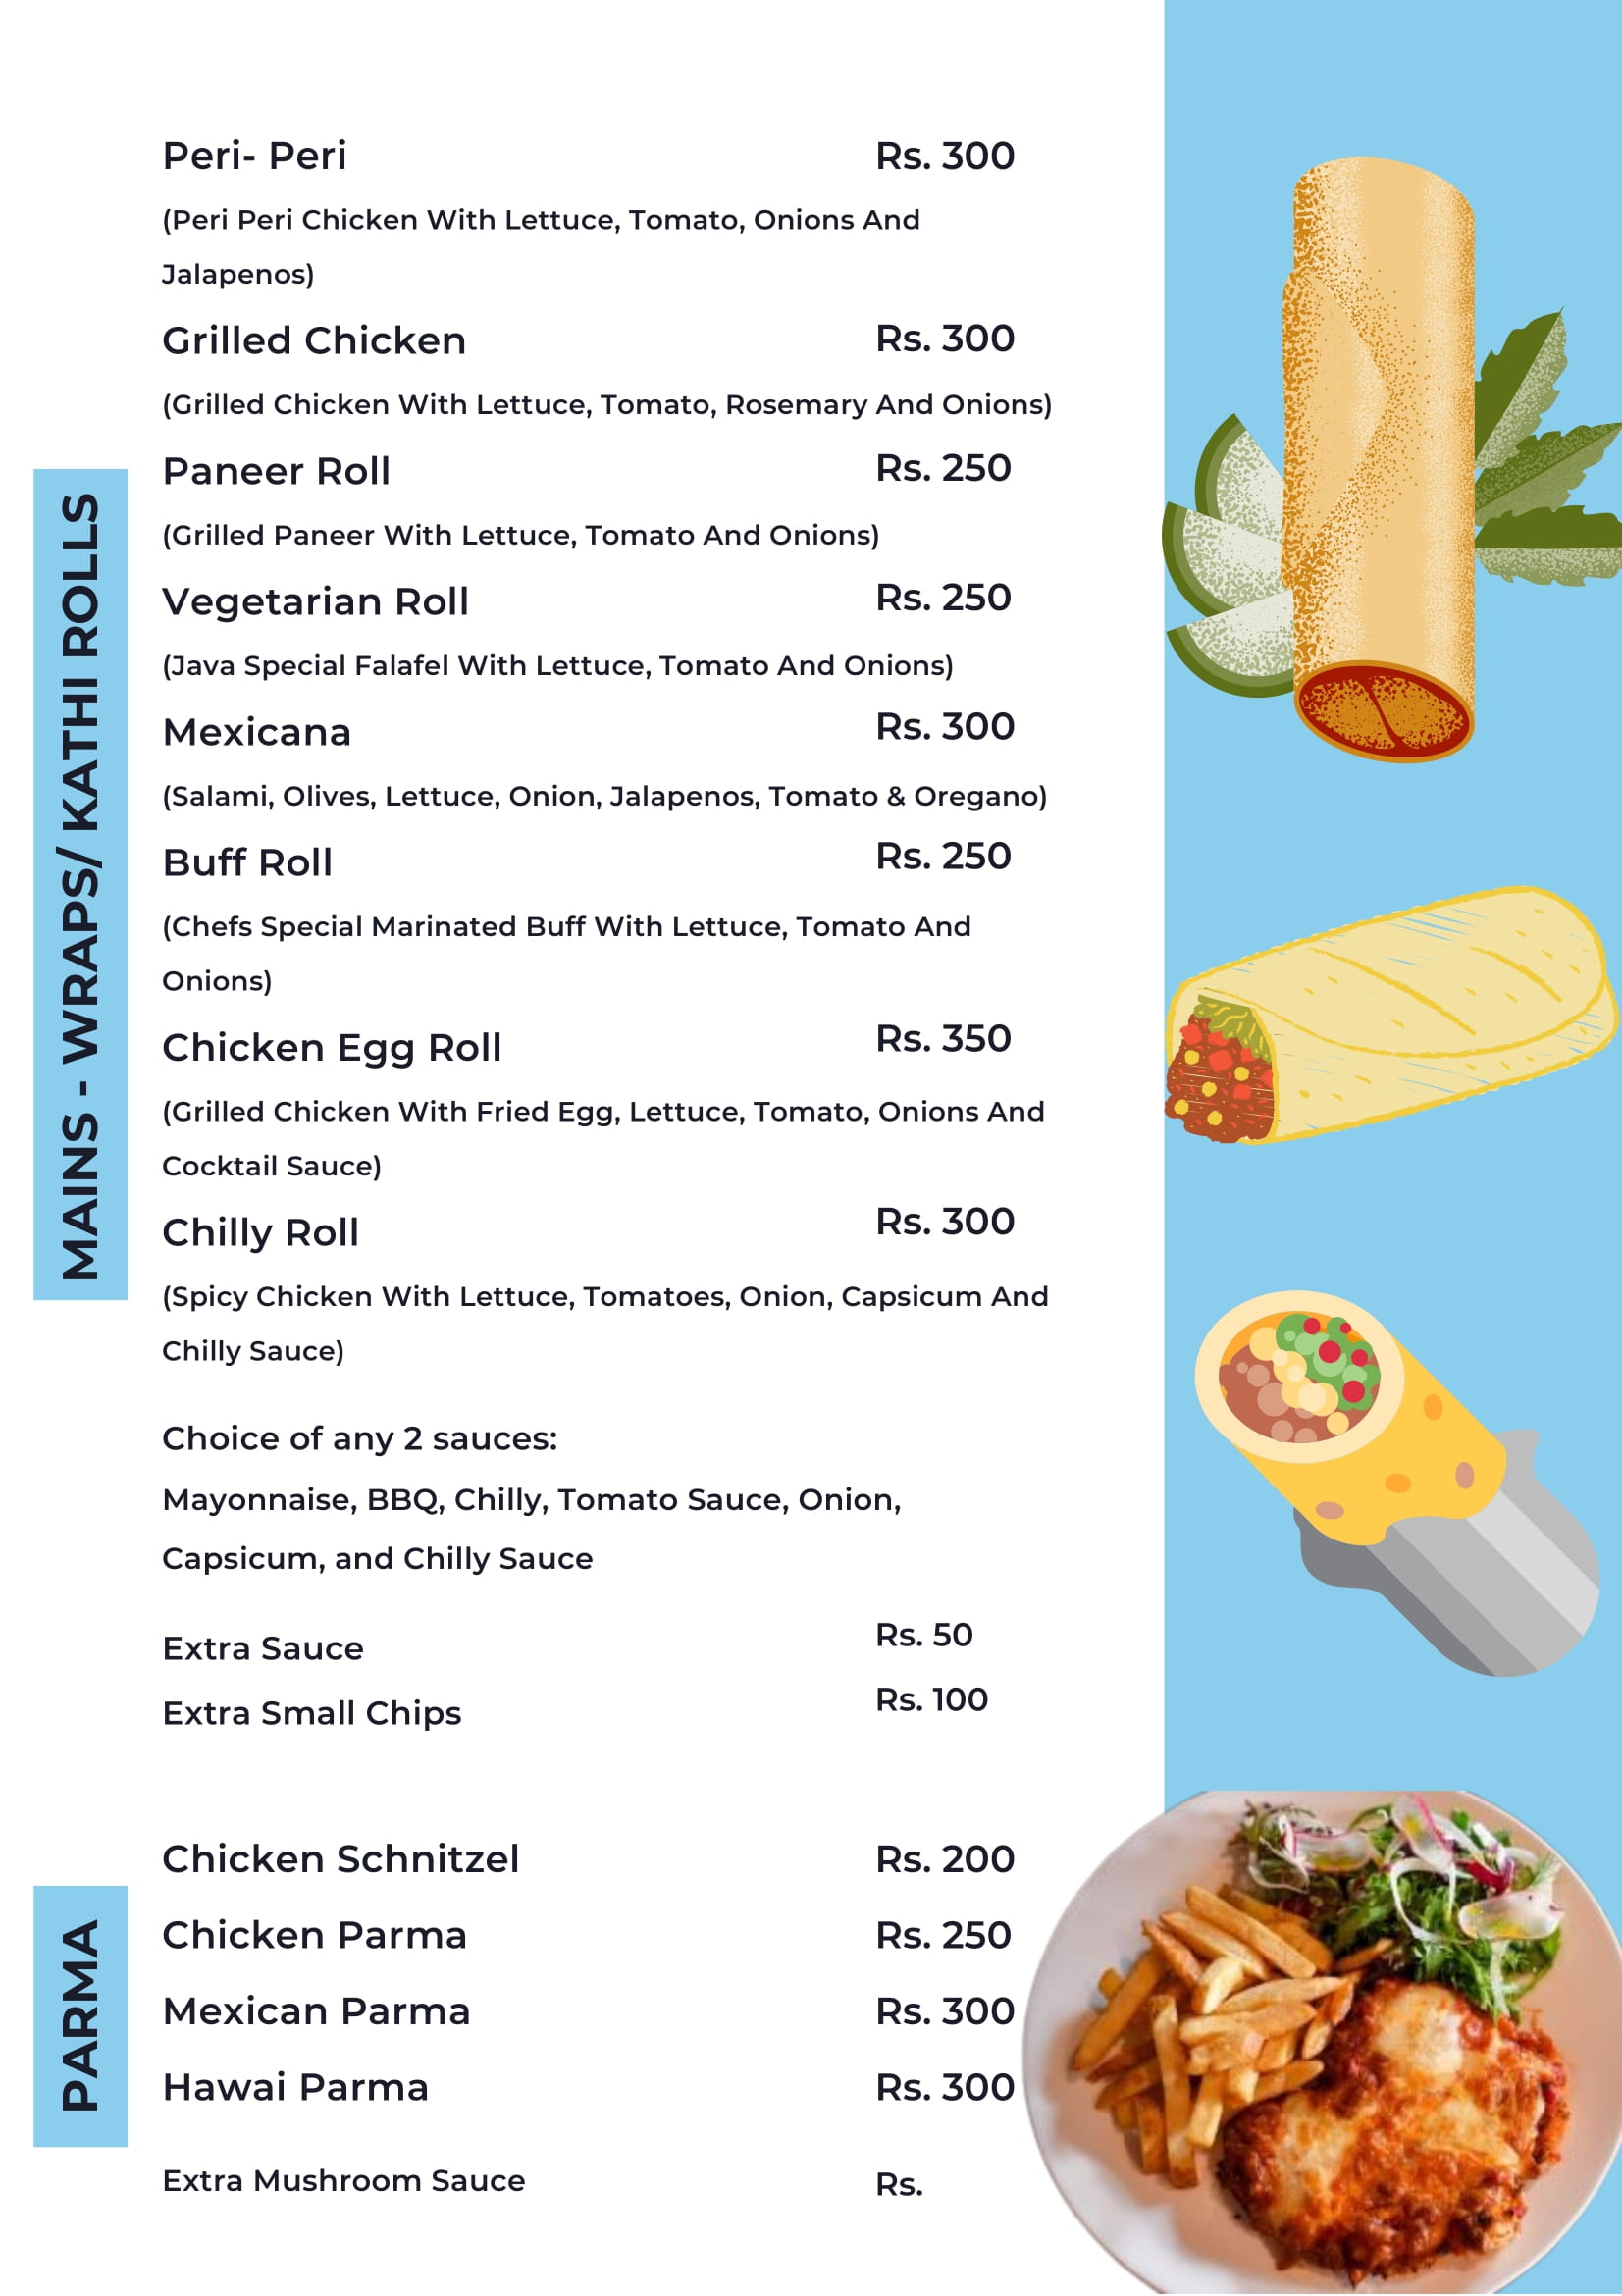 Peri- Peri Rs. 300
(Peri Peri Chicken With Lettuce, Tomato, Onions And
Jalapenos)
Grilled Chicken Rs. 300
(Grilled Chicken With Lettuce, Tomato, Rosemary And Onions)
Paneer Roll Rs. 250
(Grilled Paneer With Lettuce, Tomato And Onions)
Vegetarian Roll Rs. 250
(Java Special Falafel With Lettuce, Tomato And Onions)
Mexicana Rs. 300
(Salami, Olives, Lettuce, Onion, Jalapenos, Tomato & Oregano)
Buff Roll Rs. 250
(Chefs Special Marinated Buff With Lettuce, Tomato And
Onions)
Chicken Egg Roll Rs. 350
(Grilled Chicken With Fried Egg, Lettuce, Tomato, Onions And
Cocktail Sauce)
Chilly Roll Rs. 300
(Spicy Chicken With Lettuce, Tomatoes, Onion, Capsicum And
Chilly Sauce)
MAINS - WRAPS/ KATHI ROLLS
Choice of any 2 sauces:
Mayonnaise, BBQ, Chilly, Tomato Sauce, Onion,
Capsicum, and Chilly Sauce
Extra Sauce Rs. 50
Extra Small Chips Rs. 100
PARMA
Chicken Schnitzel Rs. 200
Chicken Parma Rs. 250
Mexican Parma Rs. 300
Hawai Parma Rs. 300
Extra Mushroom Sauce Rs.